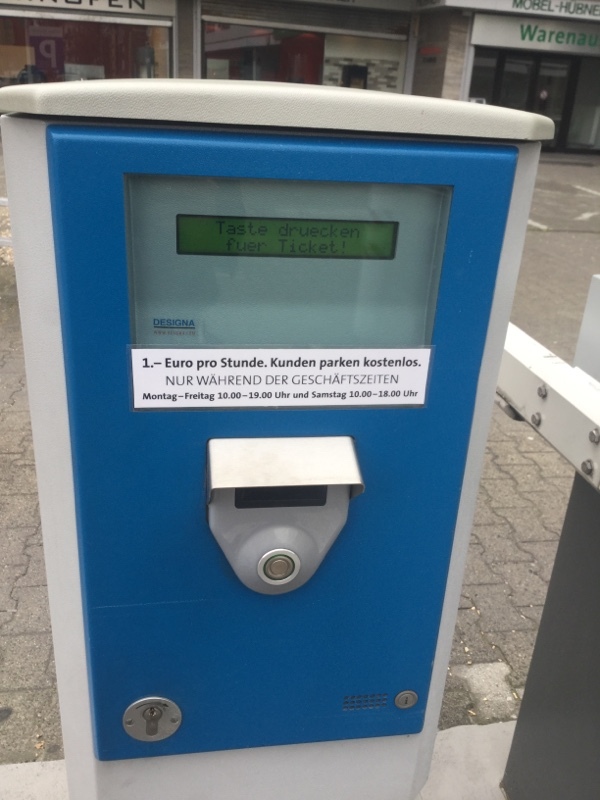 MÖBEL-HÜBNE
Warenau
P
Taste druecken
fuer Ticket!
DESIGNA
1.– Euro pro Stunde. Kunden parken kostenlos.
NUR WÄHREND DER GESCHÄFTSZEITEN
Montag–Freitag 10.00–19.00 Uhr und Samstag 10.00–18.00 Uhr